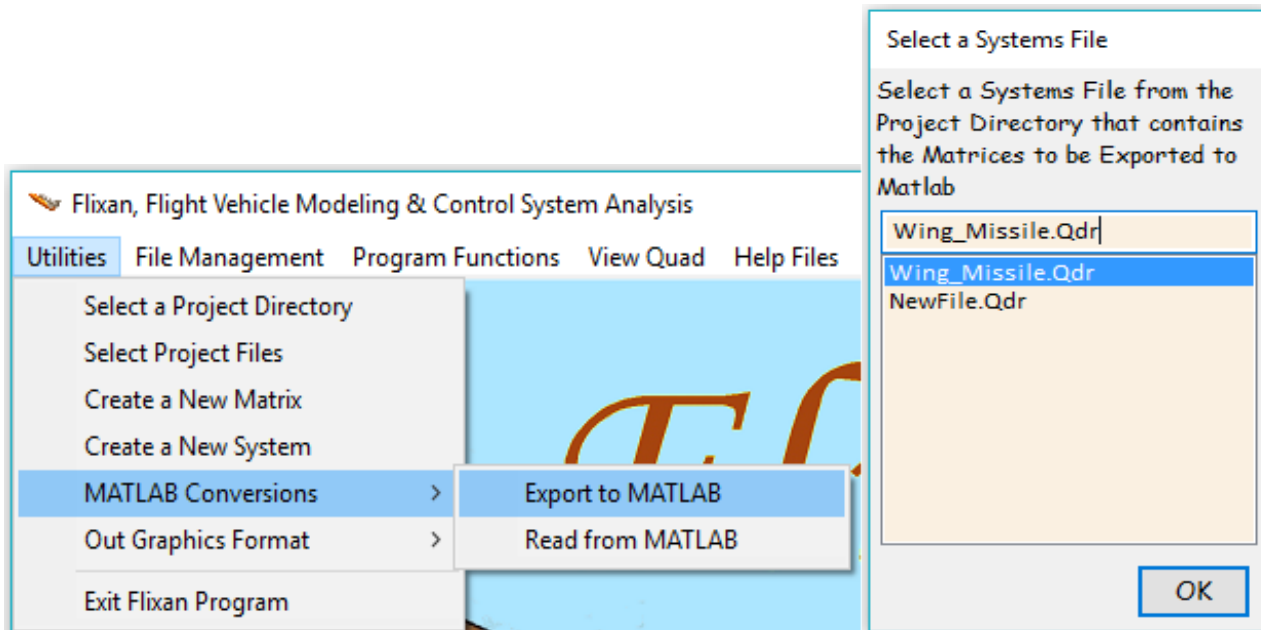 Flixan, Flight Vehicle Modeling & Control System Analysis
Utilities File Management Program Functions View Quad Help Files
Select a Project Directory
Select Project Files
Create a New Matrix
Create a New System
MATLAB Conversions >
Export to MATLAB
Read from MATLAB
Out Graphics Format >
Exit Flixan Program
Select a Systems File
Select a Systems File from the
Project Directory that contains
the Matrices to be Exported to
Matlab
Wing_Missile.Qdr
Wing_Missile.Qdr
NewFile.Qdr
OK